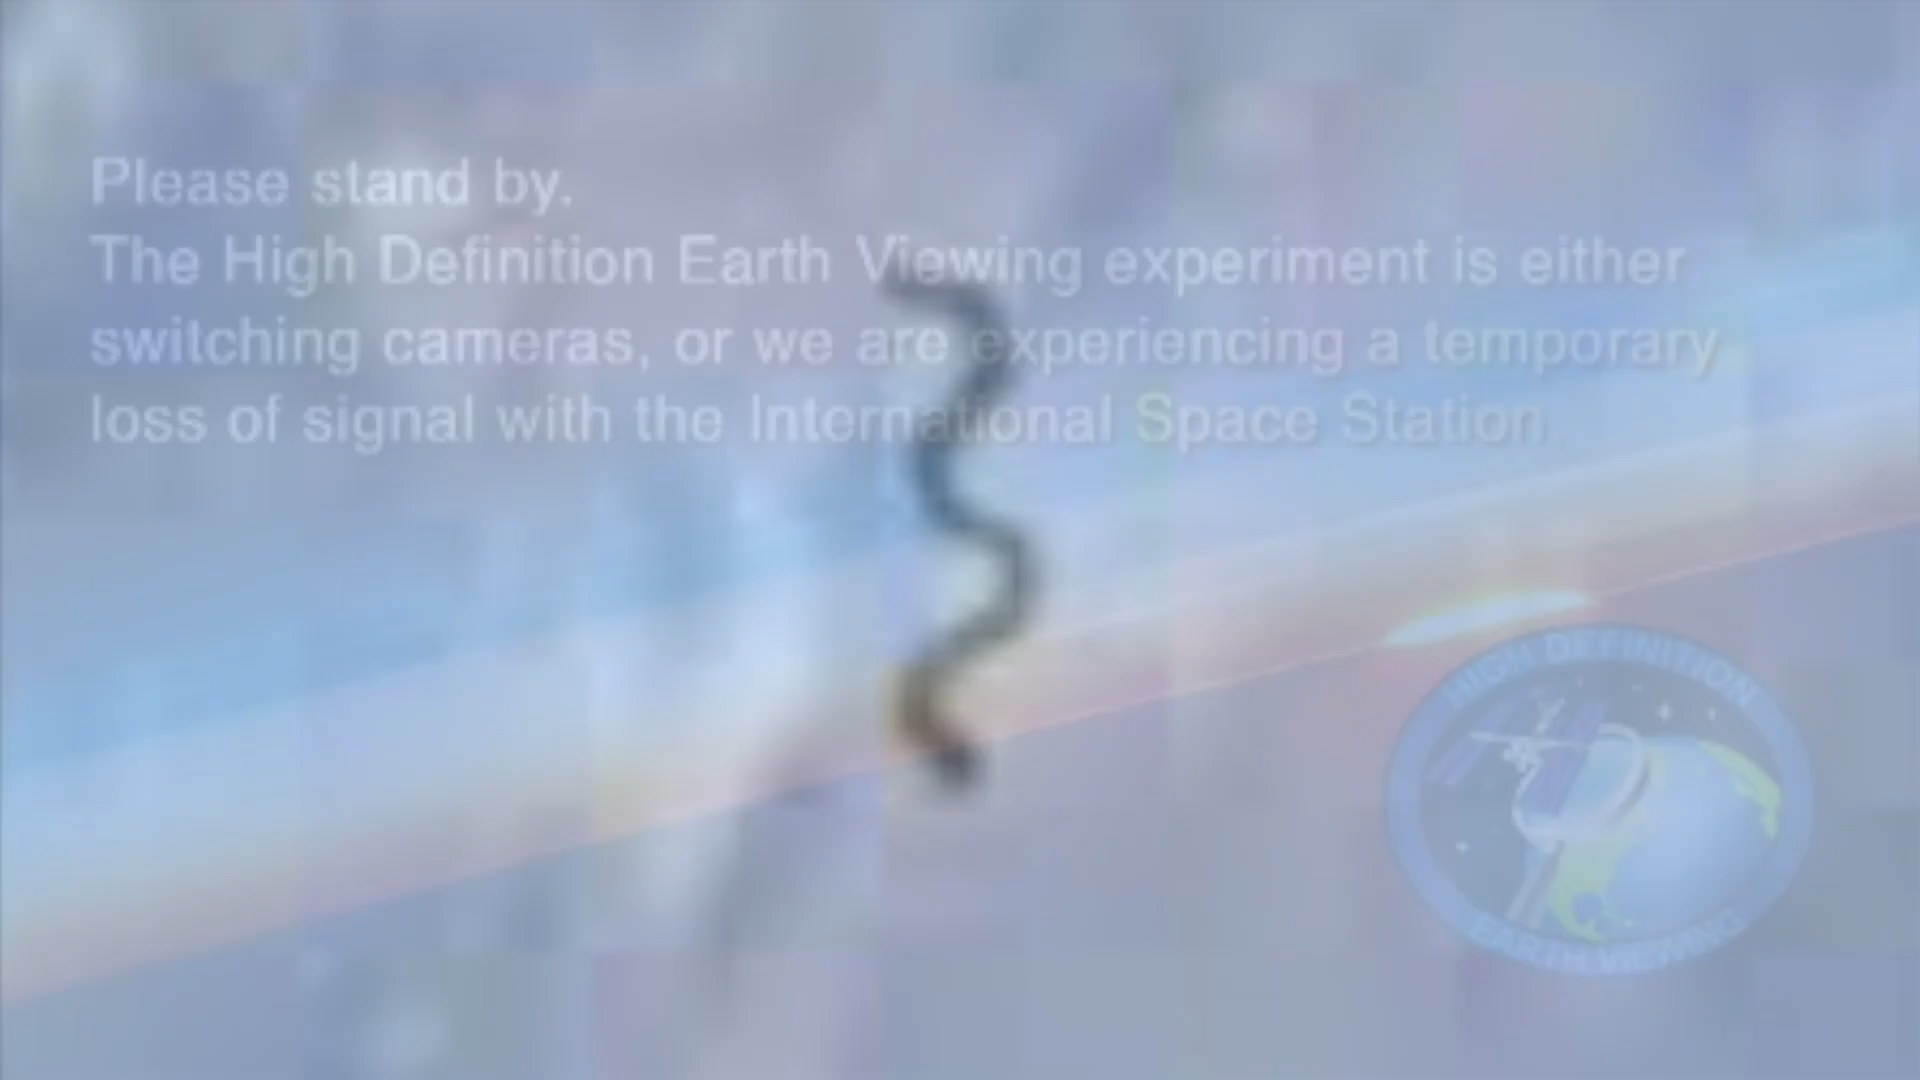 Please stand by.
The High Definition Earth Viewing experiment is either
switching cameras, or we are experiencing a temporary
loss of signal with the International Space Station.
HIGH DEFINITION
EARTH VIEWING